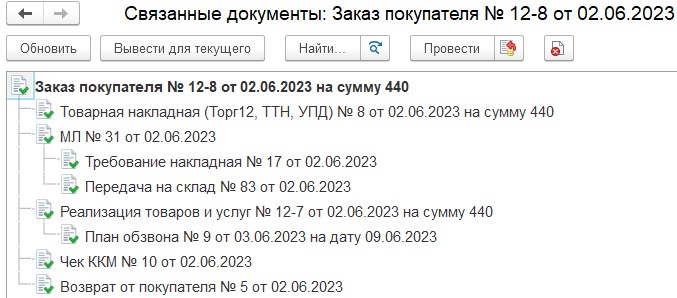 Связанные документы: Заказ покупателя № 12-8 от 02.06.2023
Обновить Вывести для текущего Найти... Провести
Заказ покупателя № 12-8 от 02.06.2023 на сумму 440
Товарная накладная (Торг12, ТТН, УПД) № 8 от 02.06.2023 на сумму 440
МЛ № 31 от 02.06.2023
Требование накладная № 17 от 02.06.2023
Передача на склад № 83 от 02.06.2023
Реализация товаров и услуг № 12-7 от 02.06.2023 на сумму 440
План обзвона № 9 от 03.06.2023 на дату 09.06.2023
Чек ККМ № 10 от 02.06.2023
Возврат от покупателя № 5 от 02.06.2023